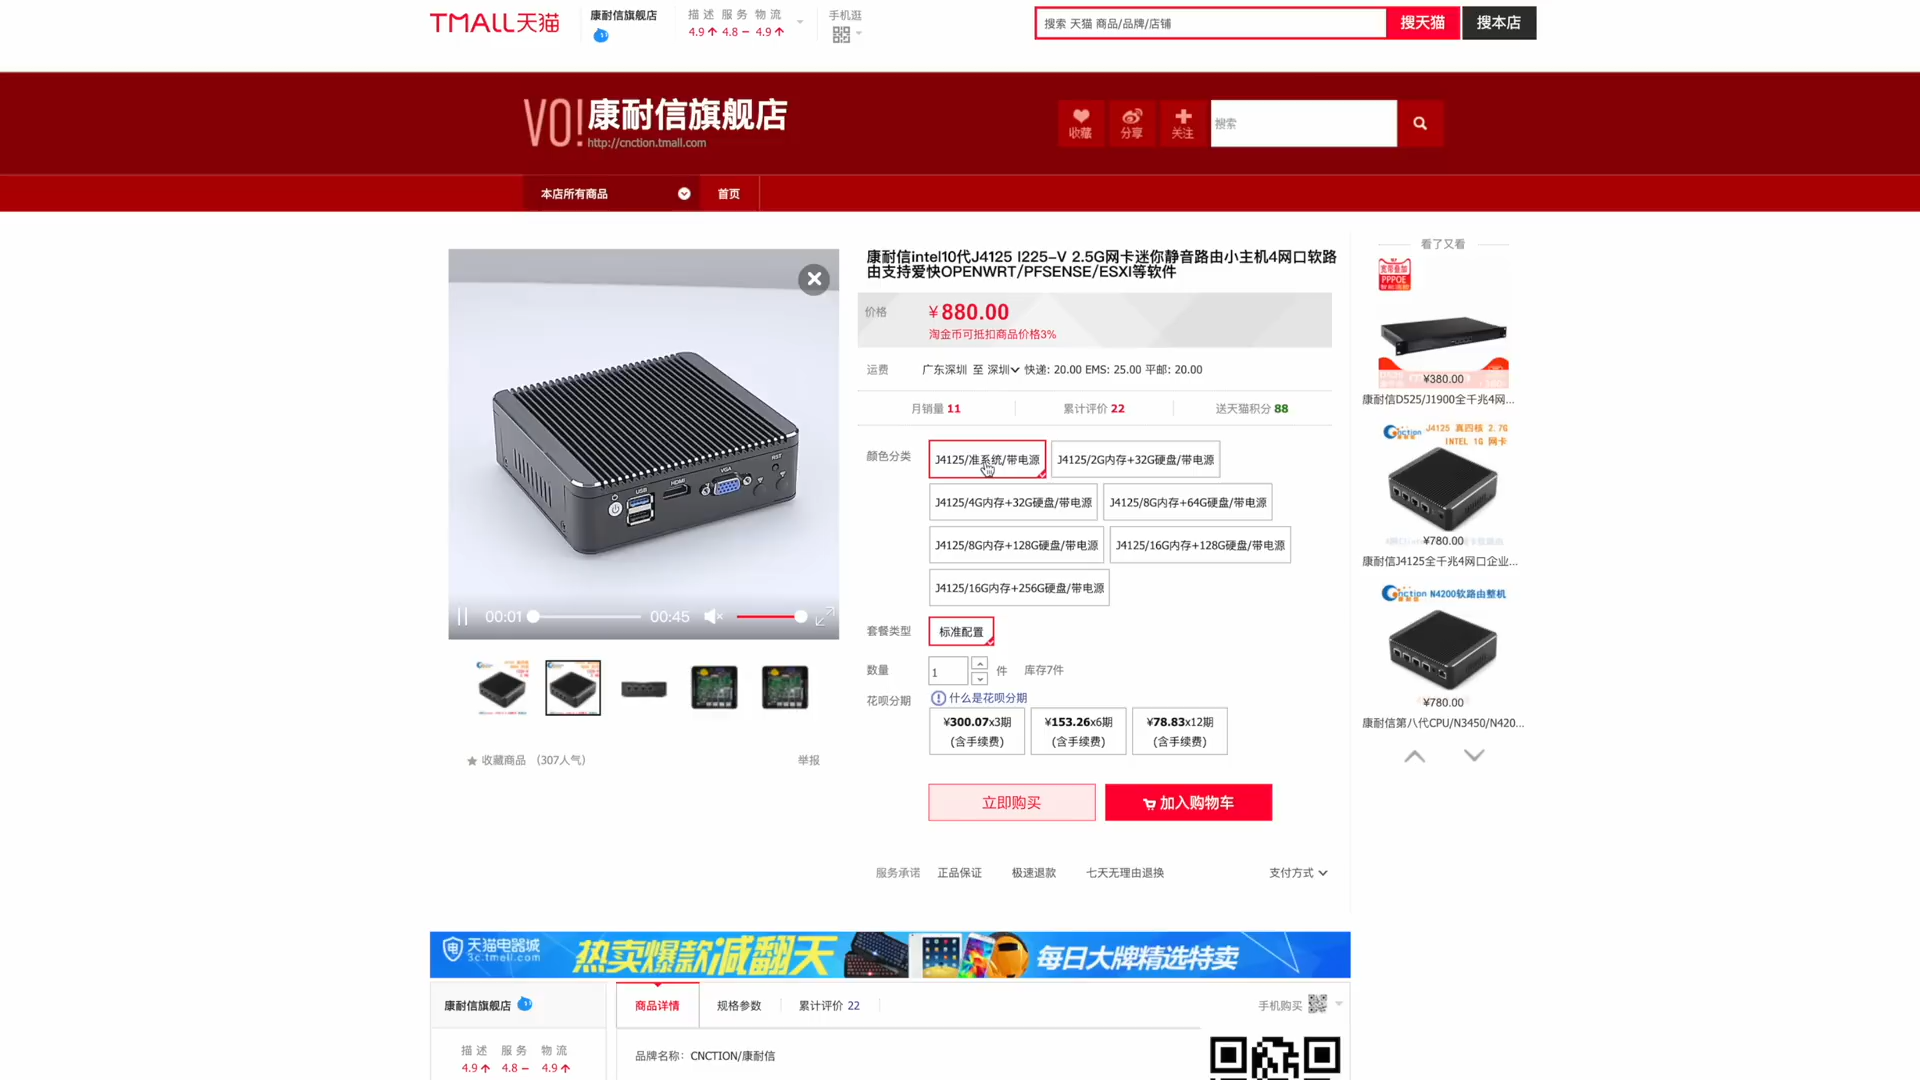 TMALL天猫
康耐信旗舰店
描 述 服 务 物 流
4.9 4.8 4.9
手机逛
搜索 天猫 商品/品牌/店铺
搜天猫
搜本店
VO!
康耐信旗舰店
http://cnction.tmall.com
收藏
分享
关注
搜索
本店所有商品
首页
康耐信intel10代J4125 I225-V 2.5G网卡迷你静音路由小主机4网口软路
由支持爱快OPENWRT/PFSENSE/ESXI等软件
价格
¥880.00
淘金币可抵扣商品价格3%
运费
广东深圳 至 深圳 快递: 20.00 EMS: 25.00 平邮: 20.00
月销量 11
累计评价 22
送天猫积分 88
颜色分类
J4125/准系统/带电源
J4125/2G内存+32G硬盘/带电源
J4125/4G内存+32G硬盘/带电源
J4125/8G内存+64G硬盘/带电源
J4125/8G内存+128G硬盘/带电源
J4125/16G内存+128G硬盘/带电源
J4125/16G内存+256G硬盘/带电源
套餐类型
标准配置
数量
1
件
库存7件
花呗分期
什么是花呗分期
¥300.07x3期
(含手续费)
¥153.26x6期
(含手续费)
¥78.83x12期
(含手续费)
立即购买
加入购物车
服务承诺
正品保证
极速退款
七天无理由退换
支付方式
USB
HDMI
VGA
RST
00:01
00:45
收藏商品 (307人气)
举报
看了又看
宽带叠加
PPPOE
¥380.00
康耐信D525/J1900全千兆4网...
Cnction
J4125 真四核 2.7G
INTEL 1G 网卡
¥780.00
康耐信J4125全千兆4网口企业...
Cnction N4200软路由整机
¥780.00
康耐信第八代CPU/N3450/N420...
天猫电器城
3c.tmall.com
热卖爆款减翻天
每日大牌精选特卖
康耐信旗舰店
描 述 服 务 物 流
4.9 4.8 4.9
商品详情
规格参数
累计评价 22
手机购买
品牌名称: CNCTION/康耐信